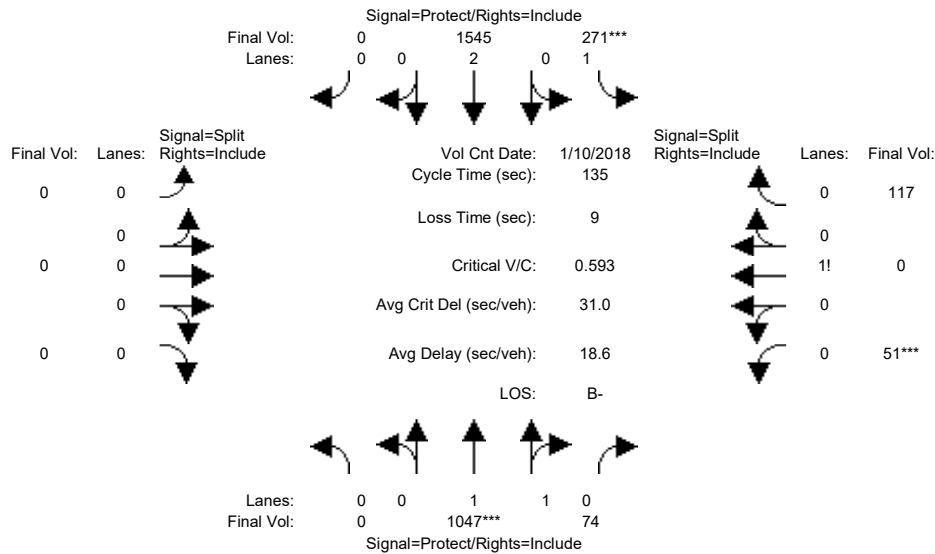 Signal=Protect/Rights=Include
Final Vol: 0 1545 271***
Lanes: 0 0 2 0 1
Signal=Split
Final Vol: Lanes: Rights=Include
Vol Cnt Date: 1/10/2018
Signal=Split
Rights=Include Lanes: Final Vol:
Cycle Time (sec): 135
0 0
0 117
Loss Time (sec): 9
0
0
0 0
Critical V/C: 0.593
1! 0
0
Avg Crit Del (sec/veh): 31.0
0
0 0
Avg Delay (sec/veh): 18.6
0 51***
LOS: B-
Lanes: 0 0 1 1 0
Final Vol: 0 1047*** 74
Signal=Protect/Rights=Include